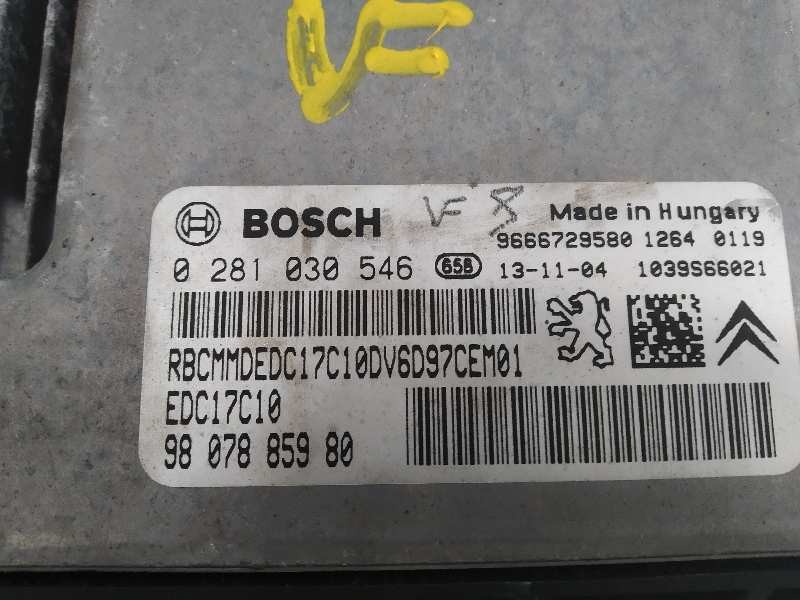 VF
BOSCH
VF
Made in Hungary
9666729580 1264 0119
0 281 030 546 658 13-11-04 1039S66021
RBCMMDEDC17C10DV6D97CEM01
EDC17C10
98 078 859 80